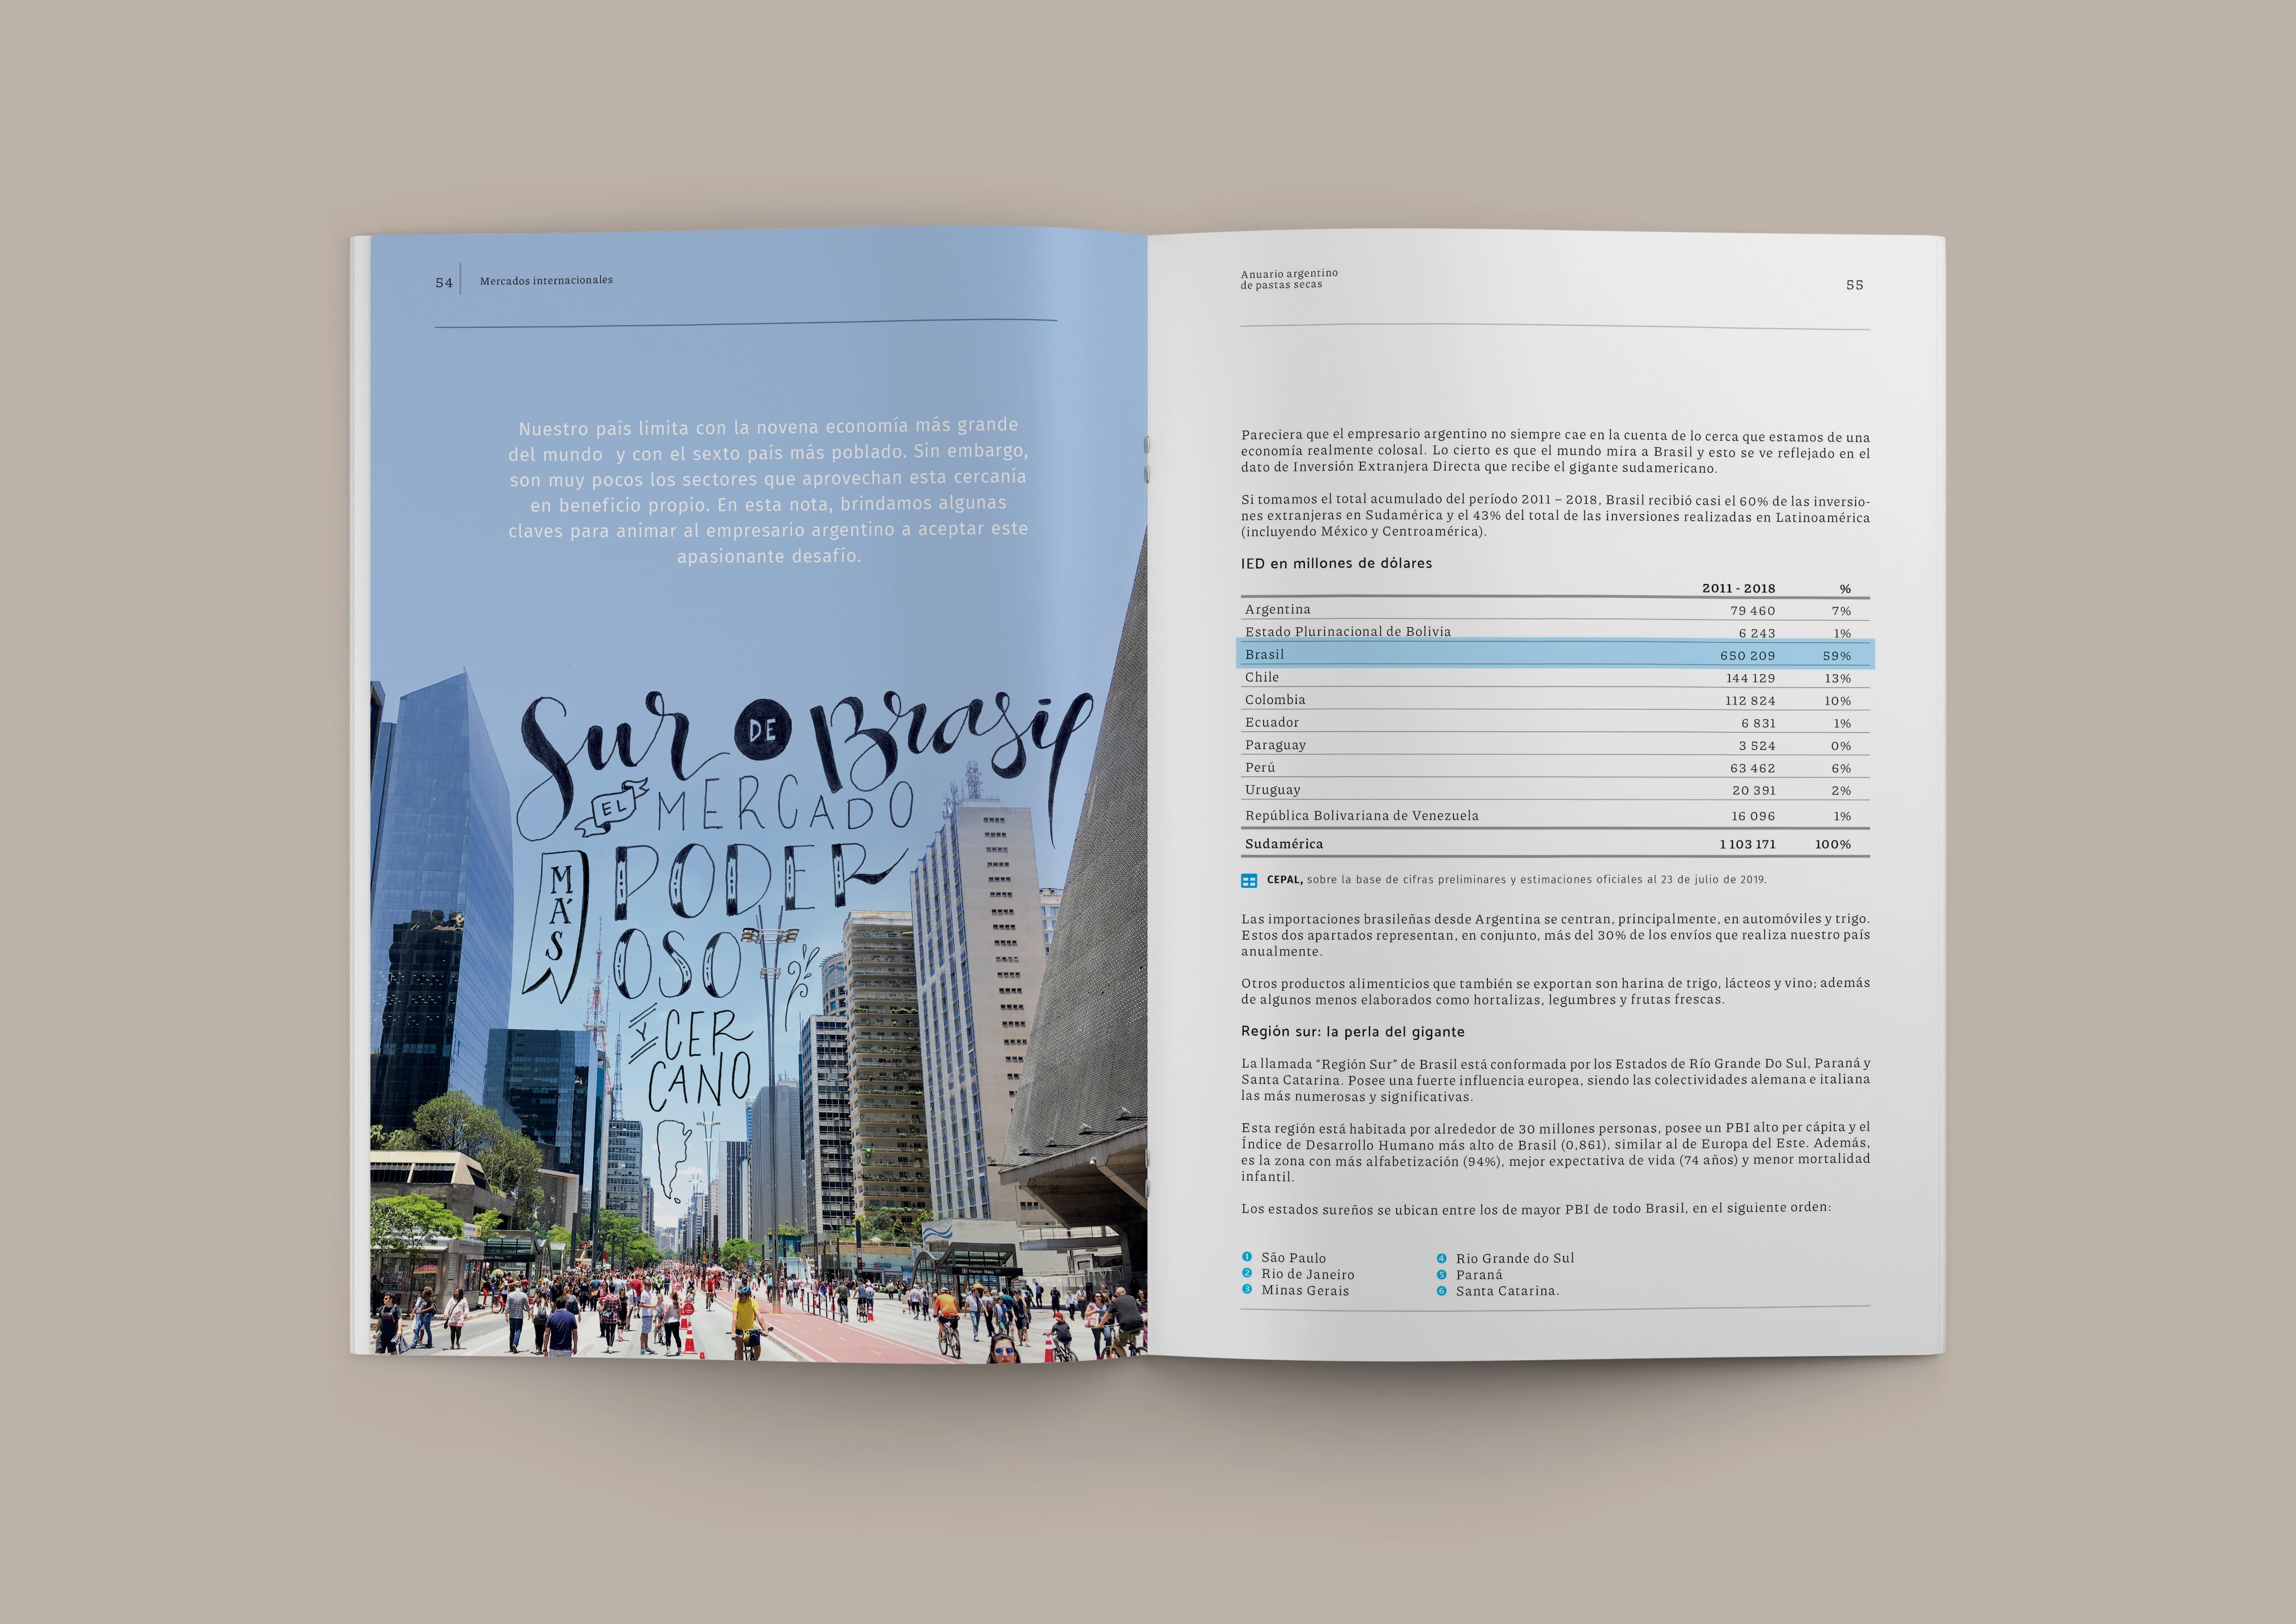 54
Mercados internacionales
Nuestro país limita con la novena economía más grande
del mundo y con el sexto país más poblado. Sin embargo,
son muy pocos los sectores que aprovechan esta cercanía
en beneficio propio. En esta nota, brindamos algunas
claves para animar al empresario argentino a aceptar este
apasionante desafío.
Sur DE Brasil
EL MERCADO
MÁS
PODER
OSO
Y CER
CANO
Anuario argentino
de pastas secas
55
Pareciera que el empresario argentino no siempre cae en la cuenta de lo cerca que estamos de una
economía realmente colosal. Lo cierto es que el mundo mira a Brasil y esto se ve reflejado en el
dato de Inversión Extranjera Directa que recibe el gigante sudamericano.
Si tomamos el total acumulado del período 2011 – 2018, Brasil recibió casi el 60% de las inversio-
nes extranjeras en Sudamérica y el 43% del total de las inversiones realizadas en Latinoamérica
(incluyendo México y Centroamérica).
IED en millones de dólares
2011 - 2018 %
Argentina 79 460 7%
Estado Plurinacional de Bolivia 6 243 1%
Brasil 650 209 59%
Chile 144 129 13%
Colombia 112 824 10%
Ecuador 6 831 1%
Paraguay 3 524 0%
Perú 63 462 6%
Uruguay 20 391 2%
República Bolivariana de Venezuela 16 096 1%
Sudamérica 1 103 171 100%
CEPAL, sobre la base de cifras preliminares y estimaciones oficiales al 23 de julio de 2019.
Las importaciones brasileñas desde Argentina se centran, principalmente, en automóviles y trigo.
Estos dos apartados representan, en conjunto, más del 30% de los envíos que realiza nuestro país
anualmente.
Otros productos alimenticios que también se exportan son harina de trigo, lácteos y vino; además
de algunos menos elaborados como hortalizas, legumbres y frutas frescas.
Región sur: la perla del gigante
La llamada "Región Sur" de Brasil está conformada por los Estados de Río Grande Do Sul, Paraná y
Santa Catarina. Posee una fuerte influencia europea, siendo las colectividades alemana e italiana
las más numerosas y significativas.
Esta región está habitada por alrededor de 30 millones personas, posee un PBI alto per cápita y el
Índice de Desarrollo Humano más alto de Brasil (0,861), similar al de Europa del Este. Además,
es la zona con más alfabetización (94%), mejor expectativa de vida (74 años) y menor mortalidad
infantil.
Los estados sureños se ubican entre los de mayor PBI de todo Brasil, en el siguiente orden:
1 São Paulo
2 Rio de Janeiro
3 Minas Gerais
4 Rio Grande do Sul
5 Paraná
6 Santa Catarina.